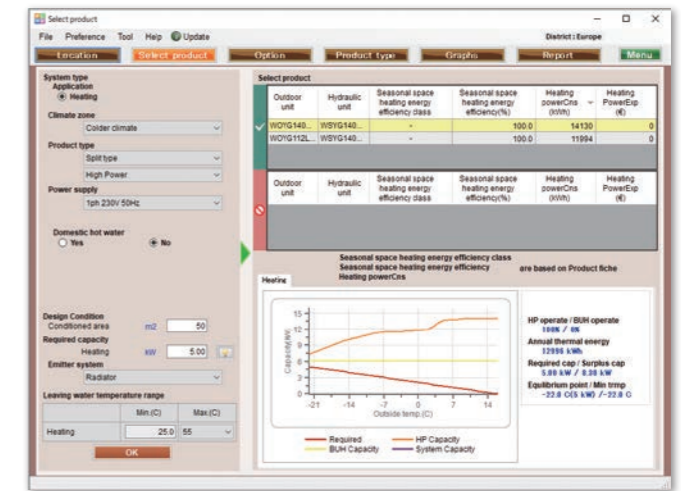 Select product
File Preference Tool Help Update
District : Europe
Location Select product Option Product type Graphs Report Menu
System type
Application
Heating
Climate zone
Colder climate
Product type
Split type
High Power
Power supply
1ph 230V 50Hz
Domestic hot water
Yes No
Design Condition
Conditioned area m2 50
Required capacity
Heating kW 5.00
Emitter system
Radiator
Leaving water temperature range
Min.(C) Max.(C)
Heating 25.0 55
OK
Select product
Outdoor unit Hydraulic unit Seasonal space heating energy efficiency class Seasonal space heating energy efficiency(%) Heating powerCns (kWh) Heating PowerExp (€)
WOYG140... WSYG140... - 100.0 14130 0
WOYG112L... WSYG140... - 100.0 11994 0
Outdoor unit Hydraulic unit Seasonal space heating energy efficiency class Seasonal space heating energy efficiency(%) Heating powerCns (kWh) Heating PowerExp (€)
Seasonal space heating energy efficiency class
Seasonal space heating energy efficiency are based on Product fiche
Heating powerCns
Heating
Capacity(kW)
15
12
9
6
3
0
-21 -14 -7 0 7 14
Outside temp.(C)
Required HP Capacity
BUH Capacity System Capacity
HP operate / BUH operate
100% / 0%
Annual thermal energy
12996 kWh
Required cap / Surplus cap
Equilibrium point / Min tmp
-22.0 C(5 kW) /-22.0 C